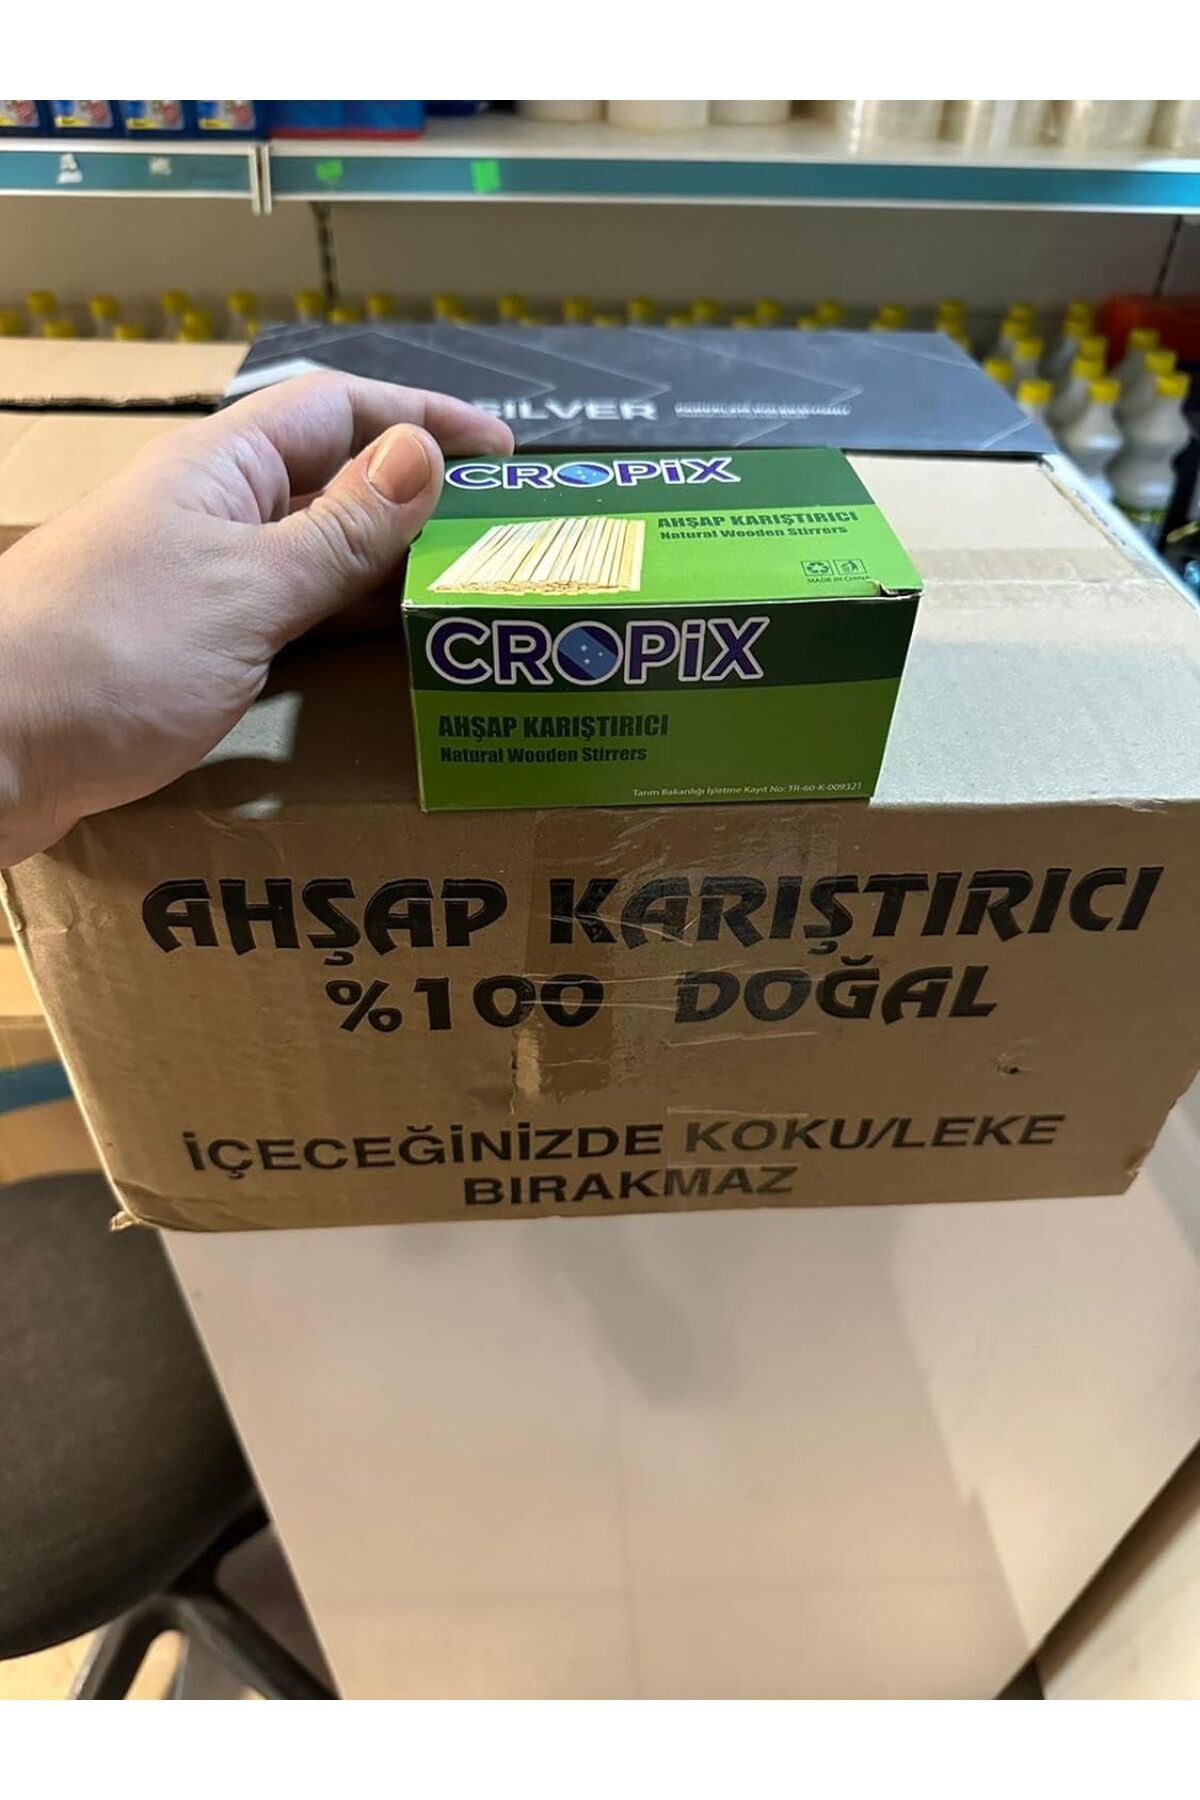 SILVER
CROPiX
AHŞAP KARIŞTIRICI
Natural Wooden Stirrers
MADE IN CHINA
CROPiX
AHŞAP KARIŞTIRICI
Natural Wooden Stirrers
Tarım Bakanlığı İşletme Kayıt No: TR-60-K-009321
AHŞAP KARIŞTIRICI
%100 DOĞAL
İÇECEĞİNİZDE KOKU/LEKE
BIRAKMAZ